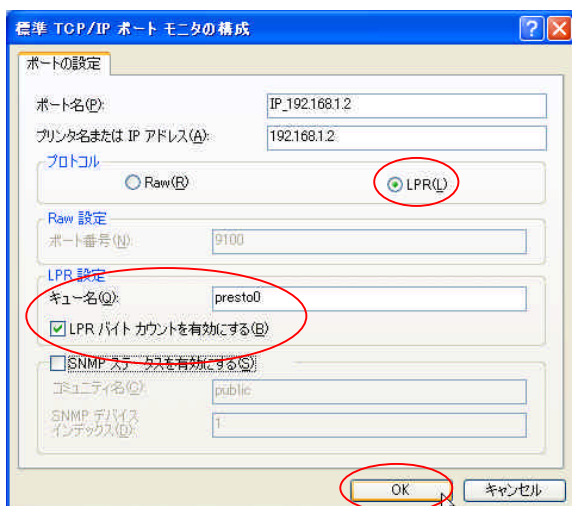 標準 TCP/IP ポート モニタの構成
ポートの設定
ポート名(P): IP_192.168.1.2
プリンタ名または IP アドレス(A): 192.168.1.2
プロトコル
Raw(R) LPR(L)
Raw 設定
ポート番号(N): 9100
LPR 設定
キュー名(Q): presto0
LPR バイト カウントを有効にする(B)
SNMP ステータスを有効にする(S)
コミュニティ名(C): public
SNMP デバイス
インデックス(D): 1
OK キャンセル